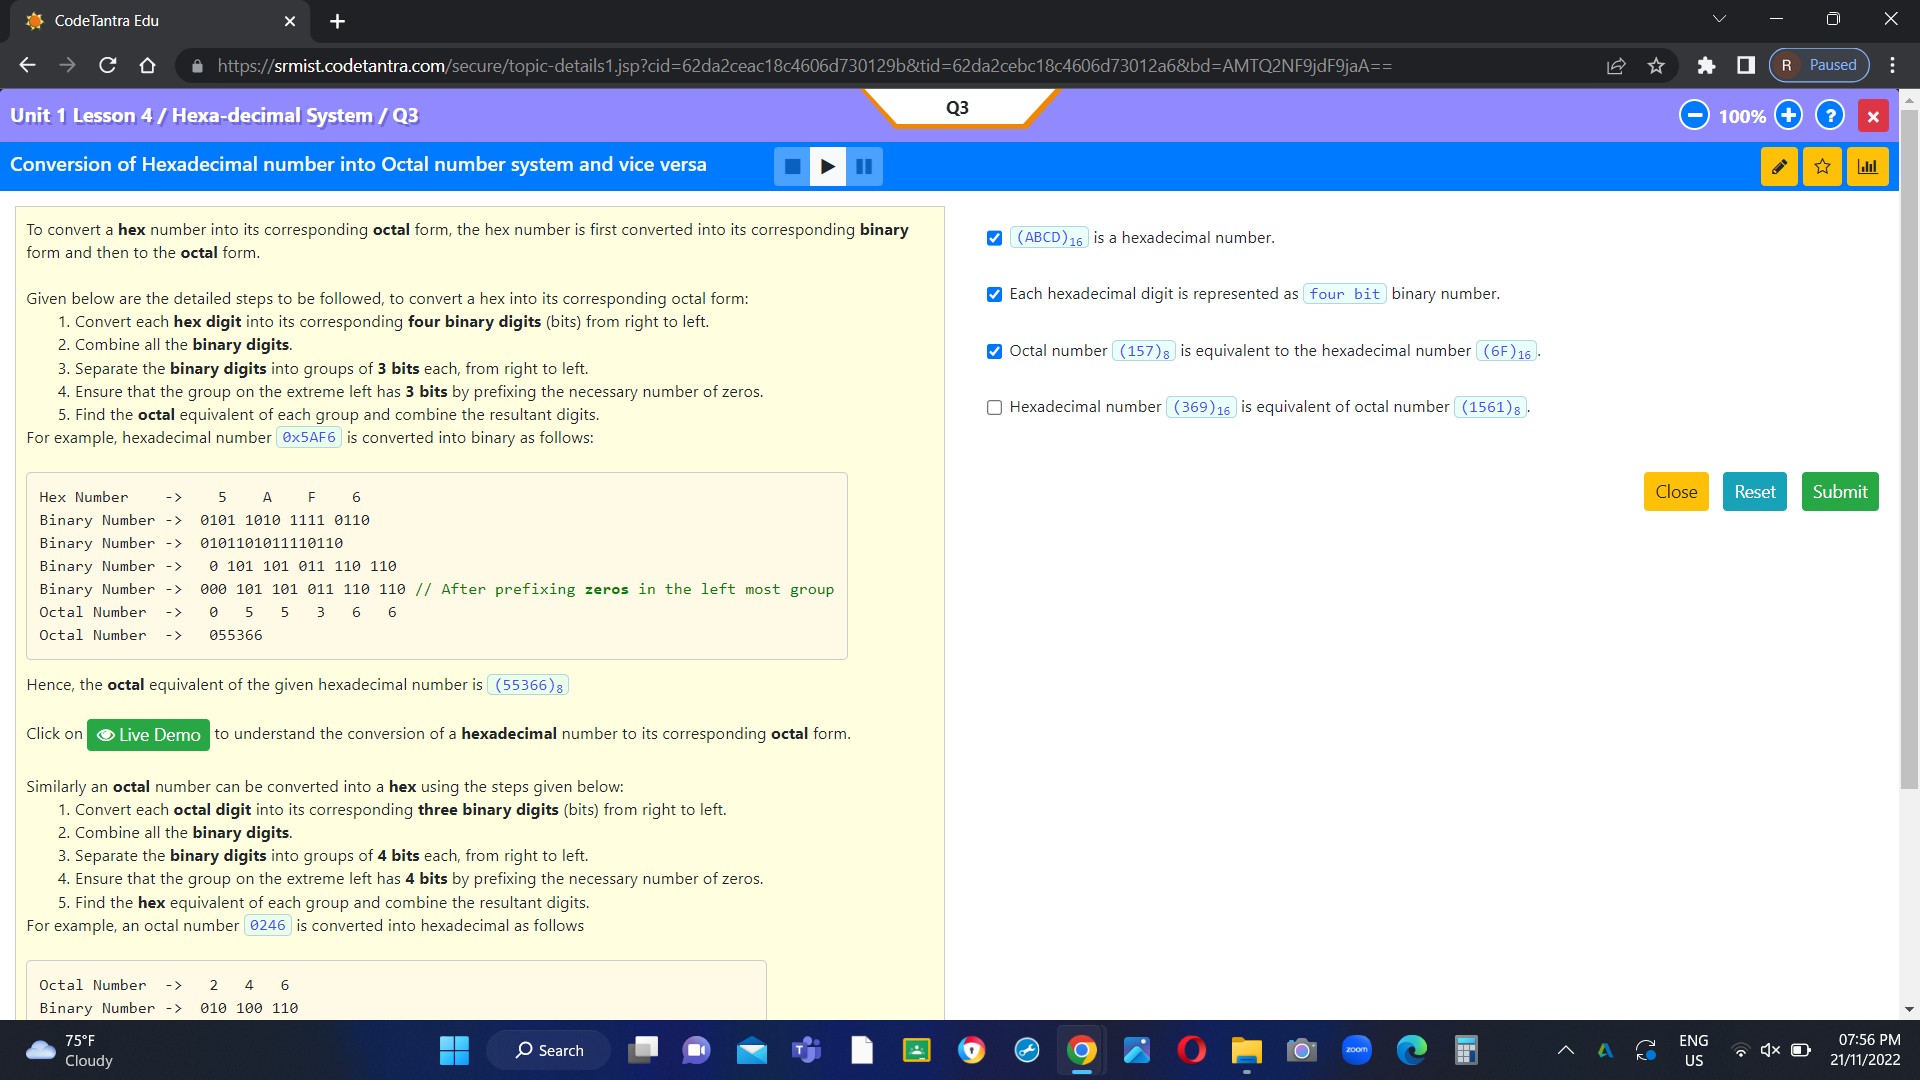 CodeTantra Edu
https://srmist.codetantra.com/secure/topic-details1.jsp?cid=62da2ceac18c4606d730129b&tid=62da2cebc18c4606d73012a6&bd=AMTQ2NF9jdF9jaA==
R Paused
Unit 1 Lesson 4 / Hexa-decimal System / Q3
Q3
100%
?
Conversion of Hexadecimal number into Octal number system and vice versa
To convert a hex number into its corresponding octal form, the hex number is first converted into its corresponding binary
form and then to the octal form.
Given below are the detailed steps to be followed, to convert a hex into its corresponding octal form:
1. Convert each hex digit into its corresponding four binary digits (bits) from right to left.
2. Combine all the binary digits.
3. Separate the binary digits into groups of 3 bits each, from right to left.
4. Ensure that the group on the extreme left has 3 bits by prefixing the necessary number of zeros.
5. Find the octal equivalent of each group and combine the resultant digits.
For example, hexadecimal number 0x5AF6 is converted into binary as follows:
Hex Number    ->    5    A    F    6
Binary Number ->  0101 1010 1111 0110
Binary Number ->  0101101011110110
Binary Number ->   0 101 101 011 110 110
Binary Number ->  000 101 101 011 110 110 // After prefixing zeros in the left most group
Octal Number  ->   0   5   5   3   6   6
Octal Number  ->   055366
Hence, the octal equivalent of the given hexadecimal number is (55366)8
Click on Live Demo to understand the conversion of a hexadecimal number to its corresponding octal form.
Similarly an octal number can be converted into a hex using the steps given below:
1. Convert each octal digit into its corresponding three binary digits (bits) from right to left.
2. Combine all the binary digits.
3. Separate the binary digits into groups of 4 bits each, from right to left.
4. Ensure that the group on the extreme left has 4 bits by prefixing the necessary number of zeros.
5. Find the hex equivalent of each group and combine the resultant digits.
For example, an octal number 0246 is converted into hexadecimal as follows
Octal Number  ->   2   4   6
Binary Number ->  010 100 110
(ABCD)16 is a hexadecimal number.
Each hexadecimal digit is represented as four bit binary number.
Octal number (157)8 is equivalent to the hexadecimal number (6F)16.
Hexadecimal number (369)16 is equivalent of octal number (1561)8.
Close Reset Submit
75°F
Cloudy
Search
zoom
ENG
US
07:56 PM
21/11/2022